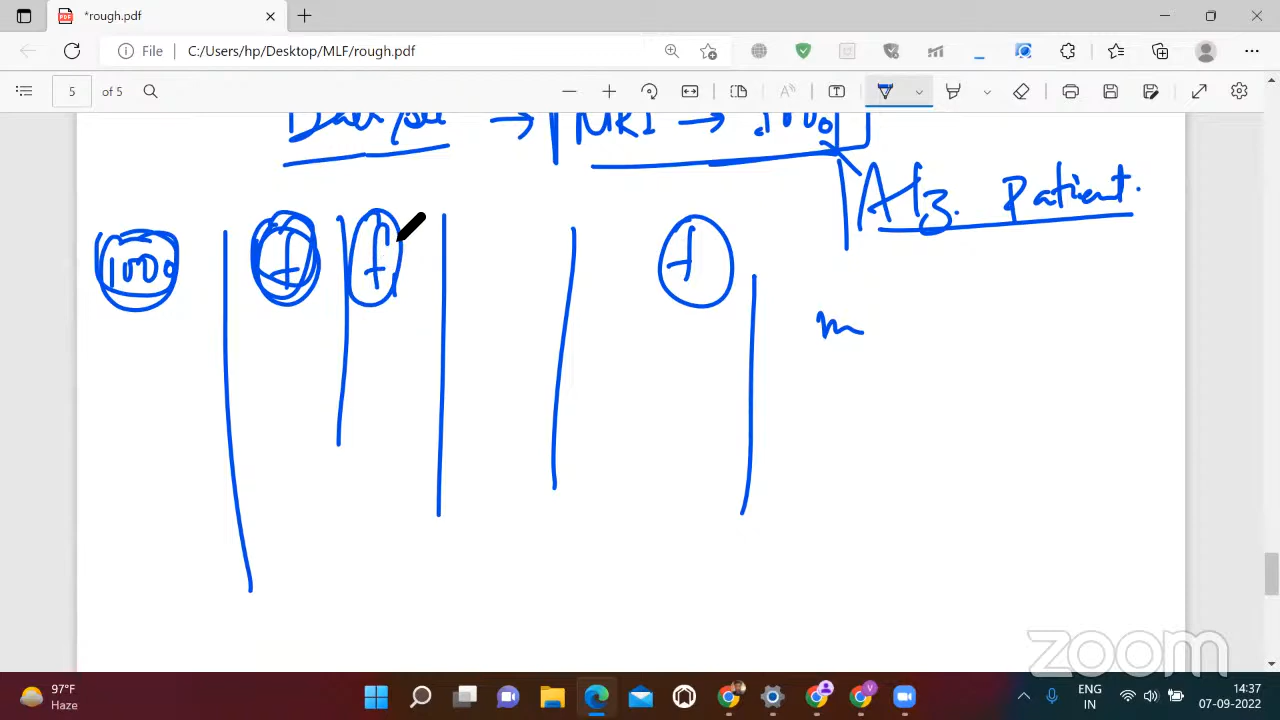 *rough.pdf
File C:/Users/hp/Desktop/MLF/rough.pdf
5 of 5
MRI → 1000
Alz. Patient.
1000 f f f
m
zoom
97°F
Haze
ENG
IN
14:37
07-09-2022